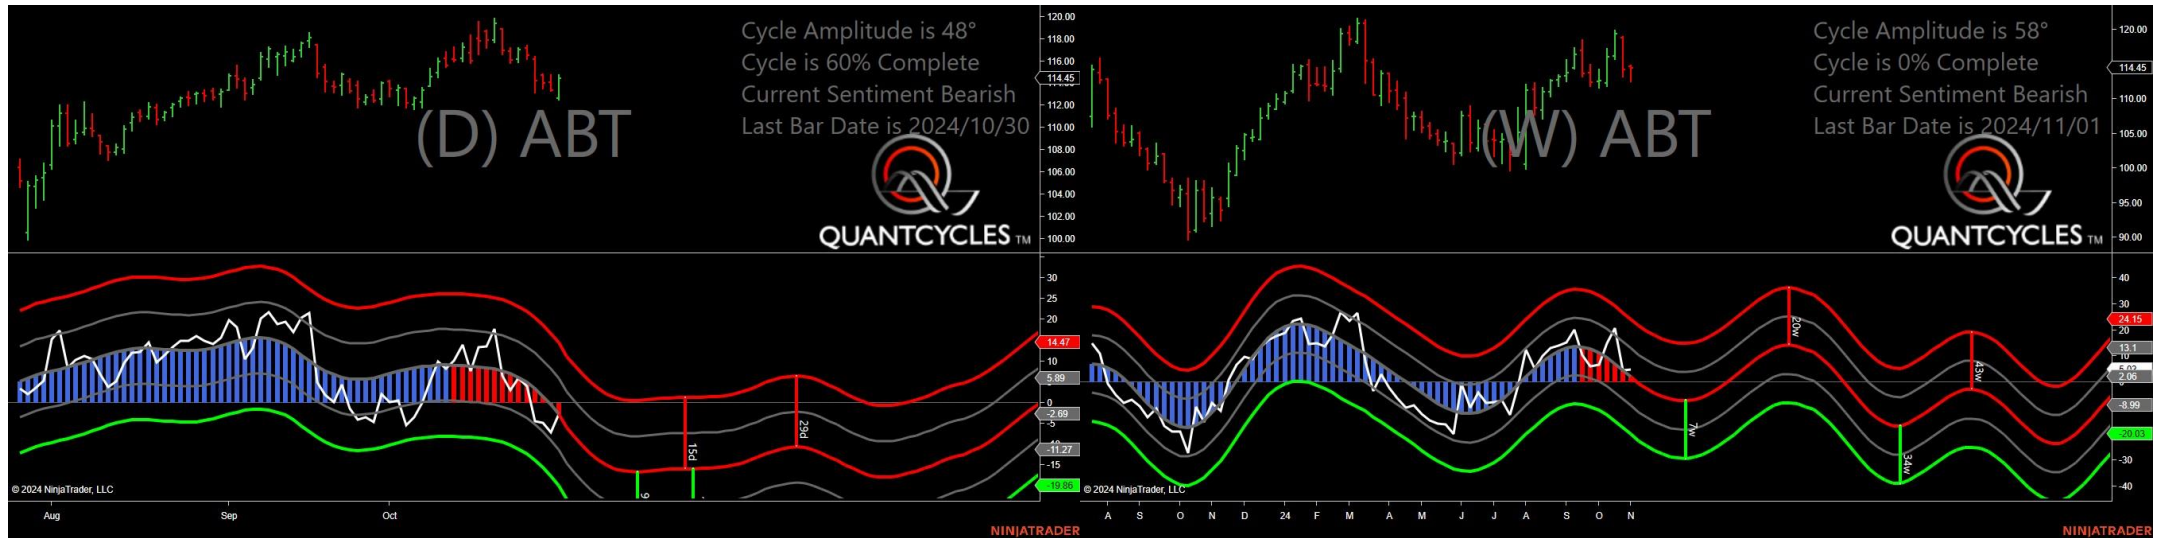 Cycle Amplitude is 48°
Cycle is 60% Complete
Current Sentiment Bearish
Last Bar Date is 2024/10/30
(D) ABT
QUANTCYCLES TM
120.00
118.00
116.00
114.45
112.00
110.00
108.00
106.00
104.00
102.00
100.00
30
25
20
14.47
10
5.89
0
-2.69
-5
-11.27
-15
-19.86
9
15d
29d
© 2024 NinjaTrader, LLC
Aug Sep Oct
NINJATRADER
Cycle Amplitude is 58°
Cycle is 0% Complete
Current Sentiment Bearish
Last Bar Date is 2024/11/01
(W) ABT
QUANTCYCLES TM
120.00
114.45
110.00
105.00
100.00
95.00
90.00
40
30
24.15
20
13.1
10
2.06
-8.99
-20.03
-30
-40
20w
43w
7w
34w
© 2024 NinjaTrader, LLC
A S O N D 24 F M A M J J A S O N
NINJATRADER